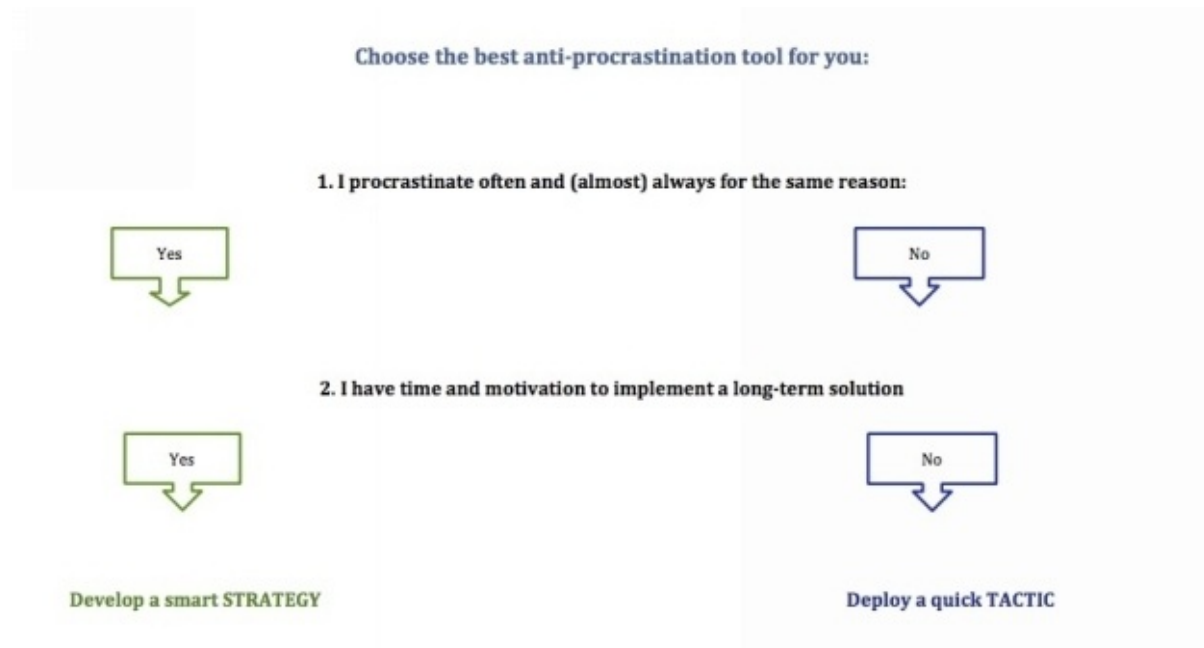 Choose the best anti-procrastination tool for you:
1. I procrastinate often and (almost) always for the same reason:
Yes
No
2. I have time and motivation to implement a long-term solution
Yes
No
Develop a smart STRATEGY
Deploy a quick TACTIC